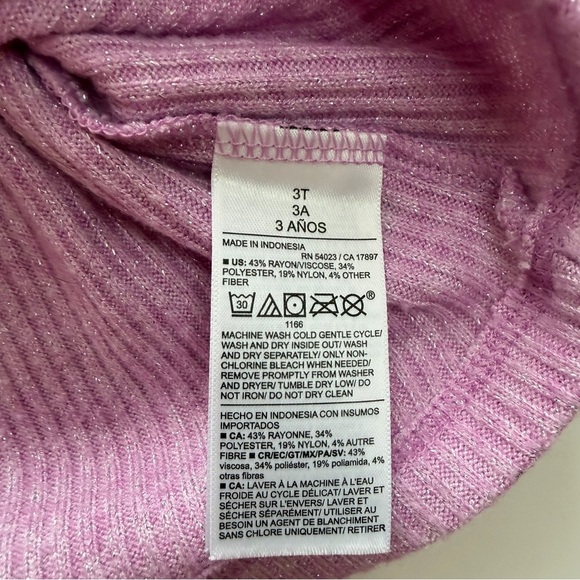 3T
3A
3 AÑOS
MADE IN INDONESIA
RN 54023 / CA 17897
■ US: 43% RAYON/VISCOSE, 34%
POLYESTER, 19% NYLON, 4% OTHER
FIBER
30
®
1166
MACHINE WASH COLD GENTLE CYCLE/
WASH AND DRY INSIDE OUT/ WASH
AND DRY SEPARATELY/ ONLY NON-
CHLORINE BLEACH WHEN NEEDED/
REMOVE PROMPTLY FROM WASHER
AND DRYER/ TUMBLE DRY LOW/ DO
NOT IRON/ DO NOT DRY CLEAN
HECHO EN INDONESIA CON INSUMOS
IMPORTADOS
■ CA: 43% RAYONNE, 34%
POLYESTER, 19% NYLON, 4% AUTRE
FIBRE ■ CR/EC/GT/MX/PA/SV: 43%
viscosa, 34% poliéster, 19% poliamida, 4%
otras fibras
■ CA: LAVER À LA MACHINE À L'EAU
FROIDE AU CYCLE DÉLICAT/ LAVER ET
SÉCHER SUR L'ENVERS/ LAVER ET
SÉCHER SÉPARÉMENT/ UTILISER AU
BESOIN UN AGENT DE BLANCHIMENT
SANS CHLORE UNIQUEMENT/ RETIRER